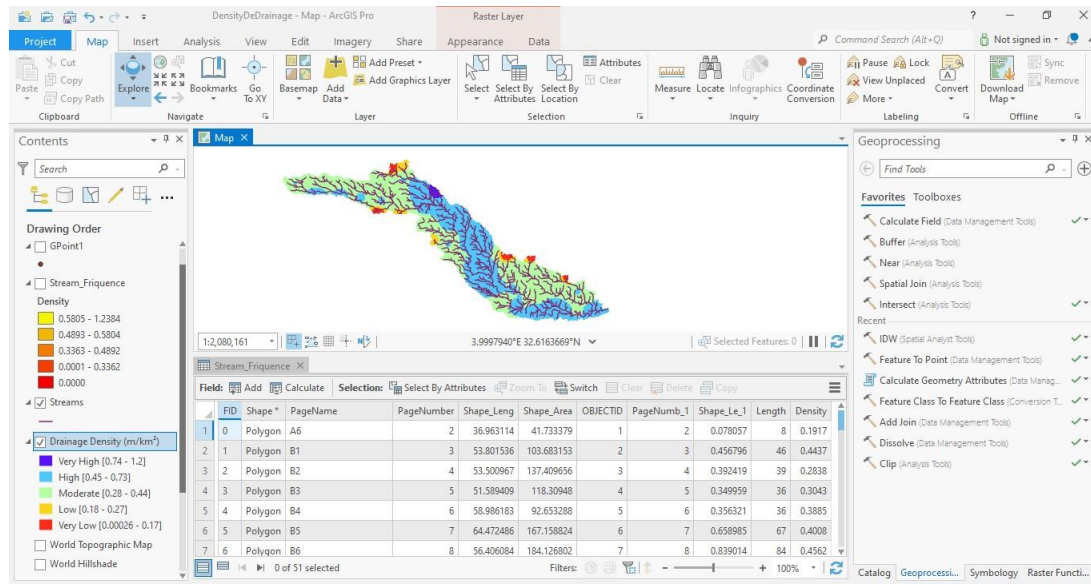 DensityDeDrainage - Map - ArcGIS Pro
Raster Layer
?
Project Map Insert Analysis View Edit Imagery Share Appearance Data
Command Search (Alt+Q)
Not signed in
Paste
Cut
Copy
Copy Path
Clipboard
Explore
Bookmarks
Go To XY
Navigate
Basemap
Add Data
Add Preset
Add Graphics Layer
Layer
Select
Select By Attributes
Select By Location
Attributes
Clear
Selection
Measure
Locate
Infographics
Coordinate Conversion
Inquiry
Pause
Lock
View Unplaced
More
Convert
Labeling
Download Map
Sync
Remove
Offline
Contents
Search
Drawing Order
GPoint1
Stream_Friquence
Density
0.5805 - 1.2384
0.4893 - 0.5804
0.3363 - 0.4892
0.0001 - 0.3362
0.0000
Streams
Drainage Density (m/km²)
Very High [0.74 - 1.2]
High [0.45 - 0.73]
Moderate [0.28 - 0.44]
Low [0.18 - 0.27]
Very Low [0.00026 - 0.17]
World Topographic Map
World Hillshade
Map
1:2,080,161
3.9997940°E 32.6163669°N
Selected Features: 0
Stream_Friquence
Field: Add Calculate Selection: Select By Attributes Zoom To Switch Clear Delete Copy
FID Shape * PageName PageNumber Shape_Leng Shape_Area OBJECTID PageNumb_1 Shape_Le_1 Length Density
1 0 Polygon A6 2 36.963114 41.733379 1 2 0.078057 8 0.1917
2 1 Polygon B1 3 53.801536 103.683153 2 3 0.456796 46 0.4437
3 2 Polygon B2 4 53.500967 137.409656 3 4 0.392419 39 0.2838
4 3 Polygon B3 5 51.589409 118.30948 4 5 0.349959 36 0.3043
5 4 Polygon B4 6 58.986183 92.653288 5 6 0.356321 36 0.3885
6 5 Polygon B5 7 64.472486 167.158824 6 7 0.658985 67 0.4008
7 6 Polygon B6 8 56.406084 184.126802 7 8 0.839014 84 0.4562
0 of 51 selected
Filters:
100%
Geoprocessing
Find Tools
Favorites Toolboxes
Calculate Field (Data Management Tools)
Buffer (Analysis Tools)
Near (Analysis Tools)
Spatial Join (Analysis Tools)
Intersect (Analysis Tools)
Recent
IDW (Spatial Analyst Tools)
Feature To Point (Data Management Tools)
Calculate Geometry Attributes (Data Manag...
Feature Class To Feature Class (Conversion T...
Add Join (Data Management Tools)
Dissolve (Data Management Tools)
Clip (Analysis Tools)
Catalog Geoprocessi... Symbology Raster Functi...